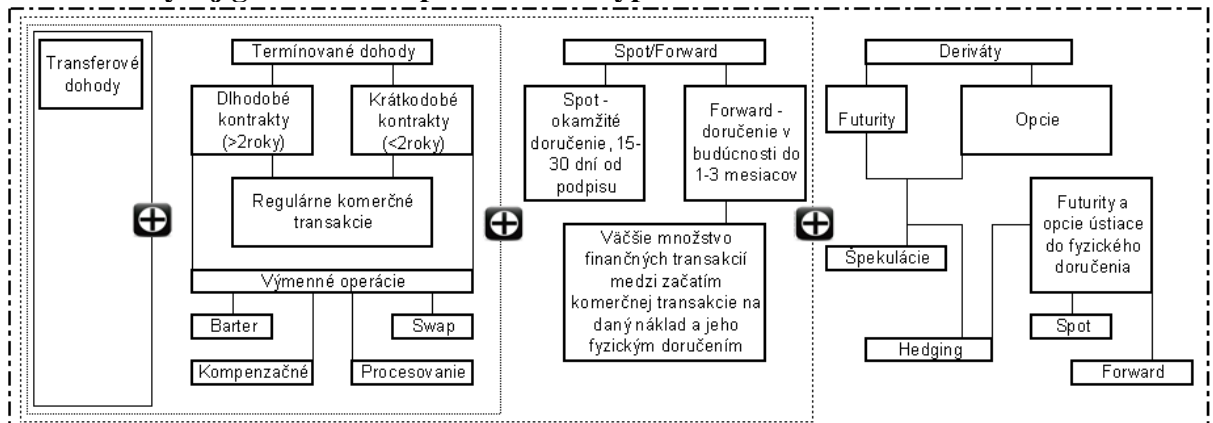 Transferové
dohody
Termínované dohody
Dlhodobé
kontrakty
(>2roky)
Krátkodobé
kontrakty
(<2roky)
Regulárne komerčné
transakcie
Výmenné operácie
Barter
Swap
Kompenzačné
Procesovanie
Spot/Forward
Spot -
okamžité
doručenie, 15-
30 dní od
podpisu
Forward -
doručenie v
budúcnosti do
1-3 mesiacov
Väčšie množstvo
finančných transakcií
medzi začatím
komerčnej transakcie na
daný náklad a jeho
fyzickým doručením
Deriváty
Futurity
Opcie
Futurity a
opcie ústiace
do fyzického
doručenia
Špekulácie
Spot
Hedging
Forward